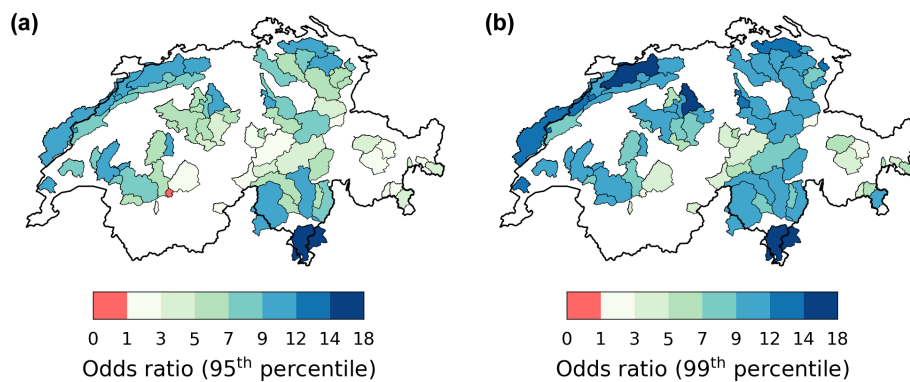 (a)
(b)
0 1 3 5 7 9 12 14 18
Odds ratio (95th percentile)
0 1 3 5 7 9 12 14 18
Odds ratio (99th percentile)